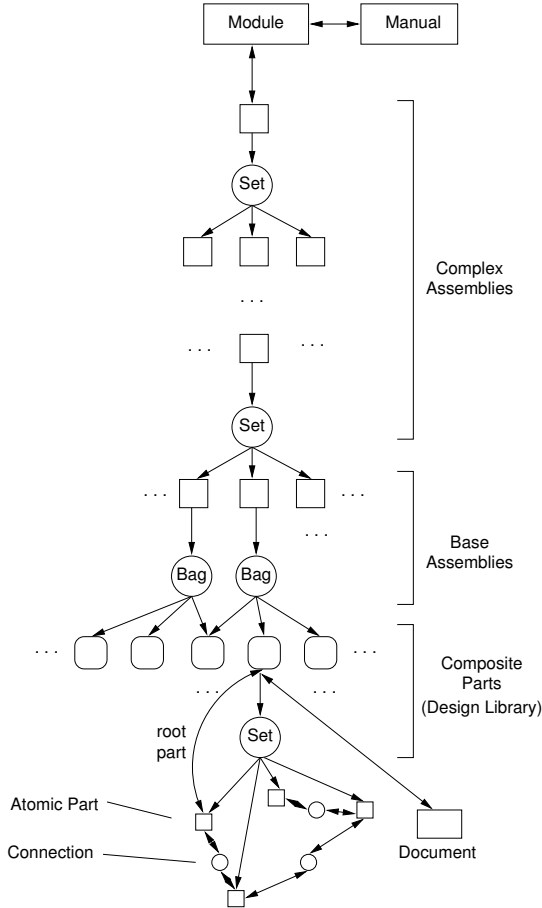 Module
Manual
Set
. . .
Complex
Assemblies
. . .
. . .
Set
. . .
. . .
. . .
Base
Assemblies
Bag
Bag
. . .
. . .
Composite
Parts
(Design Library)
. . .
. . .
root
part
Set
Atomic Part
Connection
Document